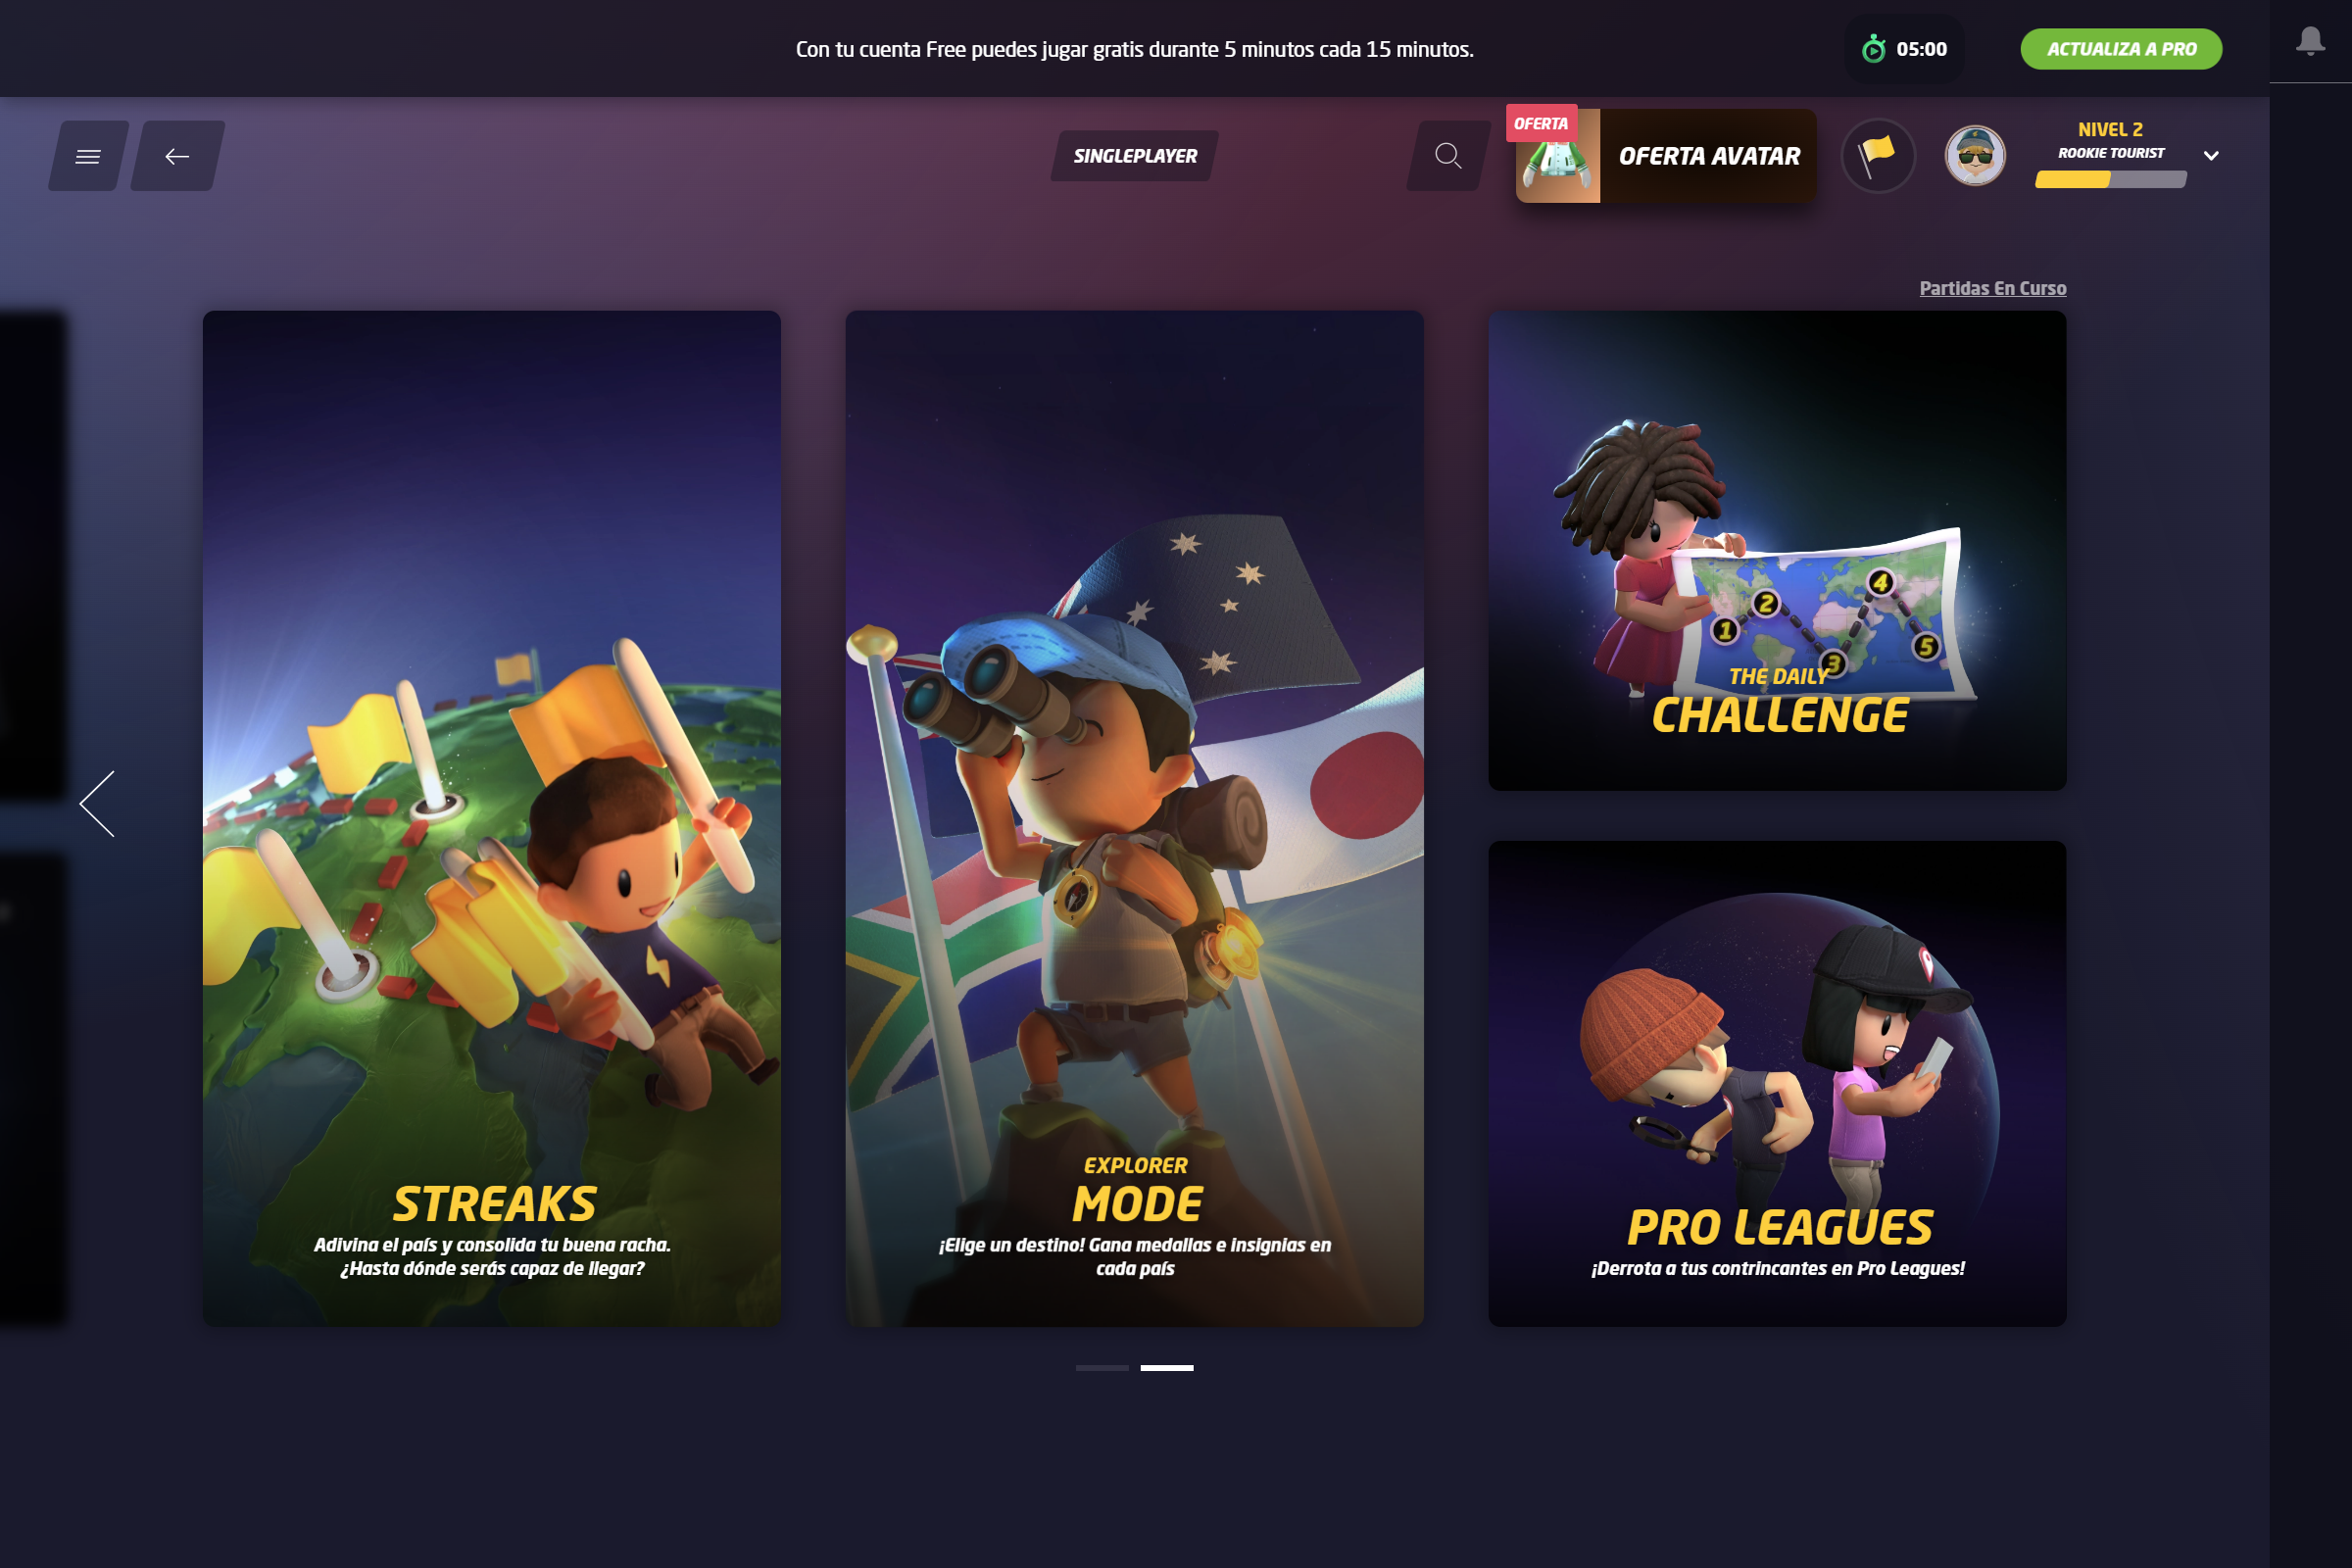 Con tu cuenta Free puedes jugar gratis durante 5 minutos cada 15 minutos.
05:00
ACTUALIZA A PRO
SINGLEPLAYER
OFERTA
OFERTA AVATAR
NIVEL 2
ROOKIE TOURIST
Partidas En Curso
STREAKS
Adivina el país y consolida tu buena racha.
¿Hasta dónde serás capaz de llegar?
EXPLORER
MODE
¡Elige un destino! Gana medallas e insignias en
cada país
1
2
3
4
5
THE DAILY
CHALLENGE
PRO LEAGUES
¡Derrota a tus contrincantes en Pro Leagues!